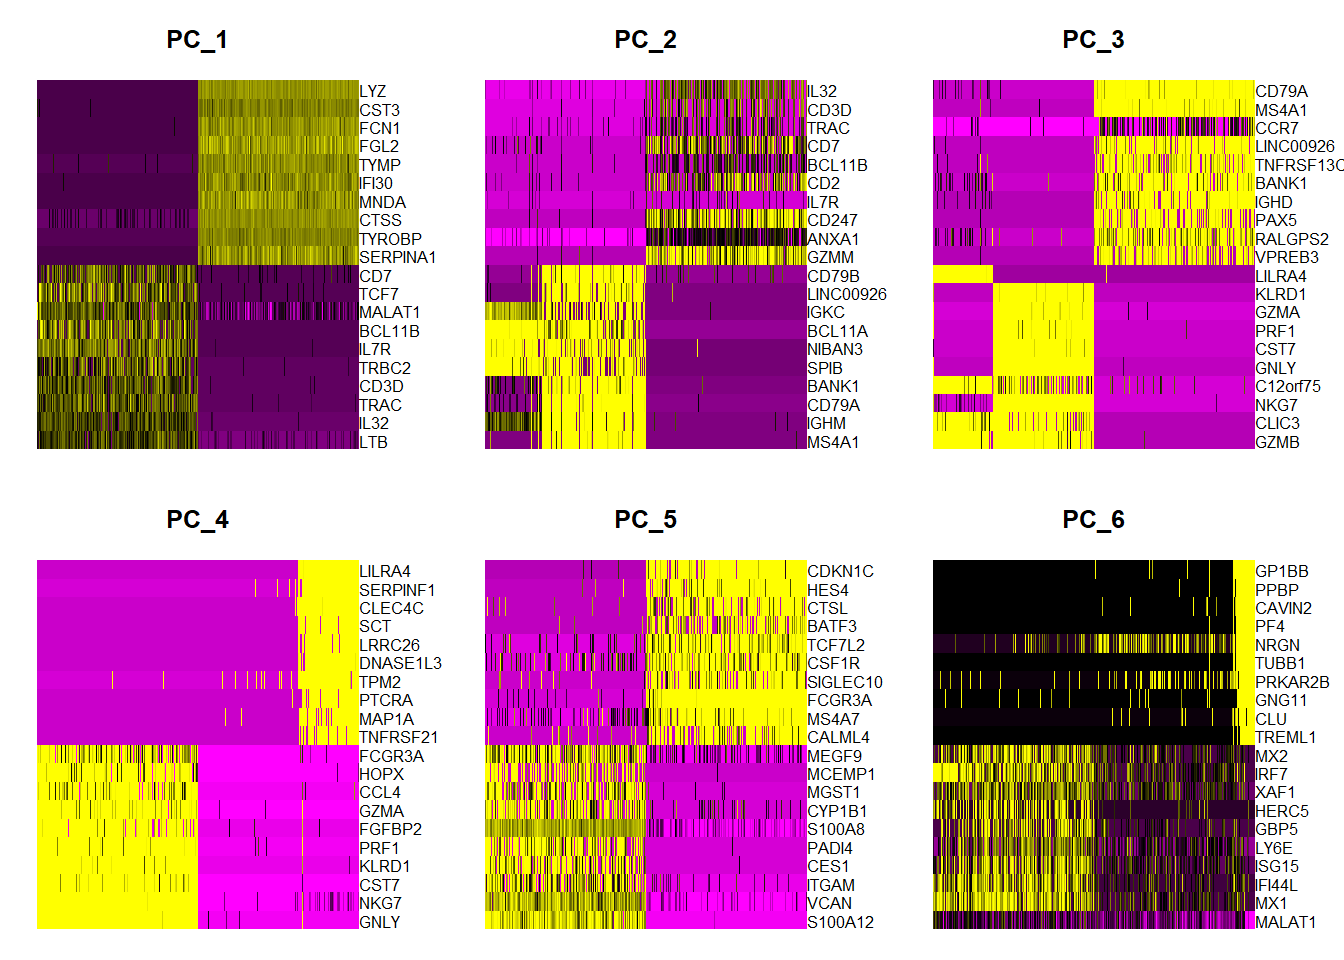 PC_1
LYZ
CST3
FCN1
FGL2
TYMP
IFI30
MNDA
CTSS
TYROBP
SERPINA1
CD7
TCF7
MALAT1
BCL11B
IL7R
TRBC2
CD3D
TRAC
IL32
LTB
PC_2
IL32
CD3D
TRAC
CD7
BCL11B
CD2
IL7R
CD247
ANXA1
GZMM
CD79B
LINC00926
IGKC
BCL11A
NIBAN3
SPIB
BANK1
CD79A
IGHM
MS4A1
PC_3
CD79A
MS4A1
CCR7
LINC00926
TNFRSF13C
BANK1
IGHD
PAX5
RALGPS2
VPREB3
LILRA4
KLRD1
GZMA
PRF1
CST7
GNLY
C12orf75
NKG7
CLIC3
GZMB
PC_4
LILRA4
SERPINF1
CLEC4C
SCT
LRRC26
DNASE1L3
TPM2
PTCRA
MAP1A
TNFRSF21
FCGR3A
HOPX
CCL4
GZMA
FGFBP2
PRF1
KLRD1
CST7
NKG7
GNLY
PC_5
CDKN1C
HES4
CTSL
BATF3
TCF7L2
CSF1R
SIGLEC10
FCGR3A
MS4A7
CALML4
MEGF9
MCEMP1
MGST1
CYP1B1
S100A8
PADI4
CES1
ITGAM
VCAN
S100A12
PC_6
GP1BB
PPBP
CAVIN2
PF4
NRGN
TUBB1
PRKAR2B
GNG11
CLU
TREML1
MX2
IRF7
XAF1
HERC5
GBP5
LY6E
ISG15
IFI44L
MX1
MALAT1